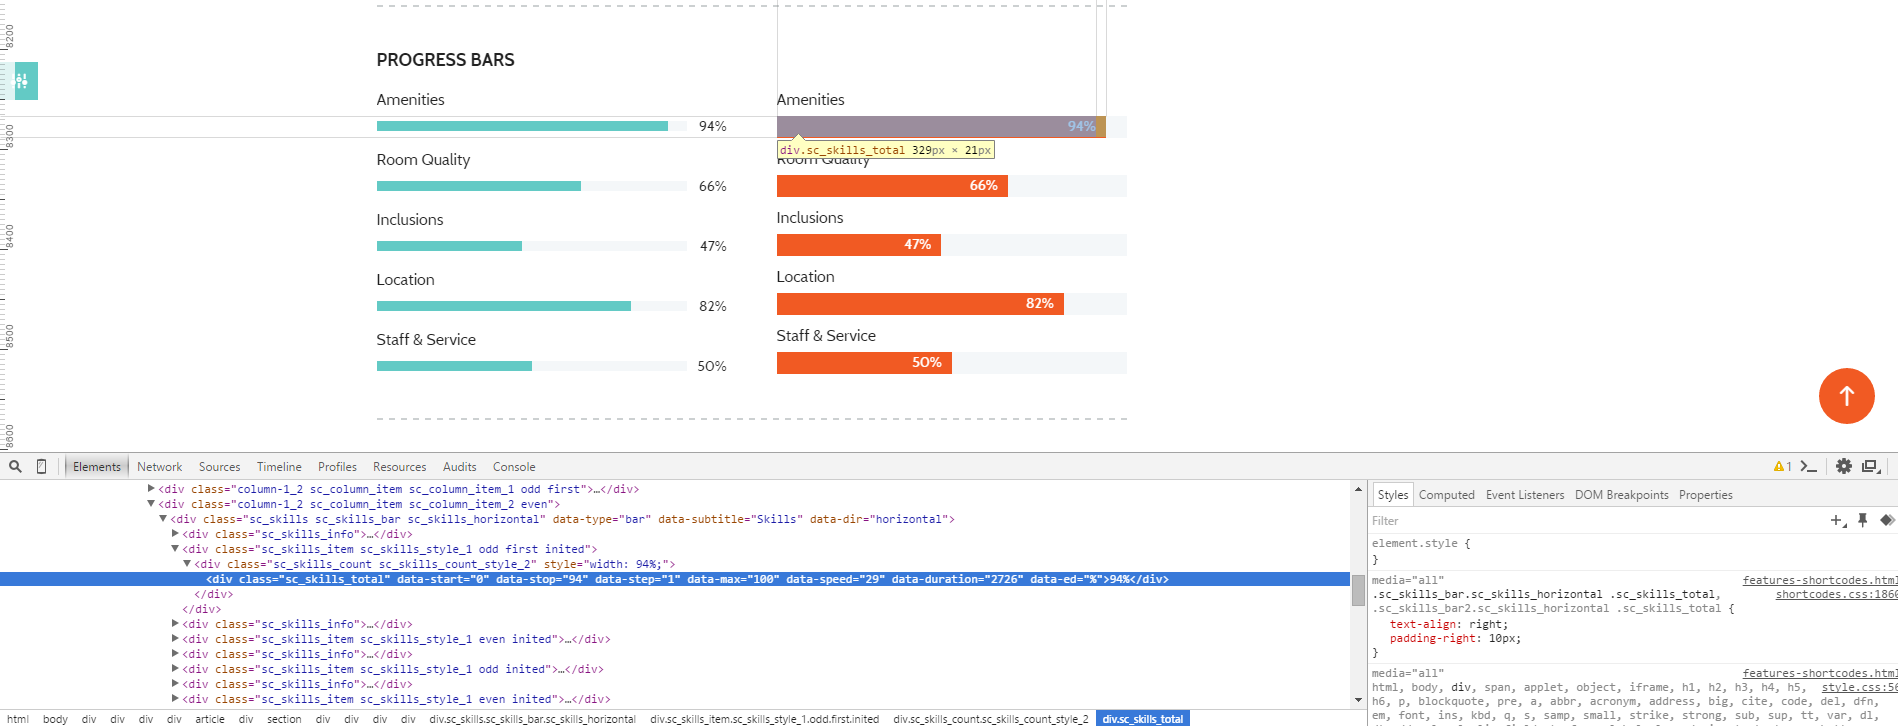 8200
8300
8400
8500
8600
PROGRESS BARS
Amenities
94%
Room Quality
66%
Inclusions
47%
Location
82%
Staff & Service
50%
Amenities
94%
div.sc_skills_total 329px × 21px
Room Quality
66%
Inclusions
47%
Location
82%
Staff & Service
50%
Elements Network Sources Timeline Profiles Resources Audits Console
1
<div class="column-1_2 sc_column_item sc_column_item_1 odd first">…</div>
<div class="column-1_2 sc_column_item sc_column_item_2 even">
<div class="sc_skills sc_skills_bar sc_skills_horizontal" data-type="bar" data-subtitle="Skills" data-dir="horizontal">
<div class="sc_skills_info">…</div>
<div class="sc_skills_item sc_skills_style_1 odd first inited">
<div class="sc_skills_count sc_skills_count_style_2" style="width: 94%;">
<div class="sc_skills_total" data-start="0" data-stop="94" data-step="1" data-max="100" data-speed="29" data-duration="2726" data-ed="%">94%</div>
</div>
</div>
<div class="sc_skills_info">…</div>
<div class="sc_skills_item sc_skills_style_1 even inited">…</div>
<div class="sc_skills_info">…</div>
<div class="sc_skills_item sc_skills_style_1 odd inited">…</div>
<div class="sc_skills_info">…</div>
<div class="sc_skills_item sc_skills_style_1 even inited">…</div>
html body div div div div article div section div div div div.sc_skills.sc_skills_bar.sc_skills_horizontal div.sc_skills_item.sc_skills_style_1.odd.first.inited div.sc_skills_count.sc_skills_count_style_2 div.sc_skills_total
Styles Computed Event Listeners DOM Breakpoints Properties
Filter
element.style {
}
media="all" features-shortcodes.html
.sc_skills_bar.sc_skills_horizontal .sc_skills_total, shortcodes.css:1860
.sc_skills_bar2.sc_skills_horizontal .sc_skills_total {
text-align: right;
padding-right: 10px;
}
media="all" features-shortcodes.html
html, body, div, span, applet, object, iframe, h1, h2, h3, h4, h5, style.css:56
h6, p, blockquote, pre, a, abbr, acronym, address, big, cite, code, del, dfn,
em, font, ins, kbd, q, s, samp, small, strike, strong, sub, sup, tt, var, dl,